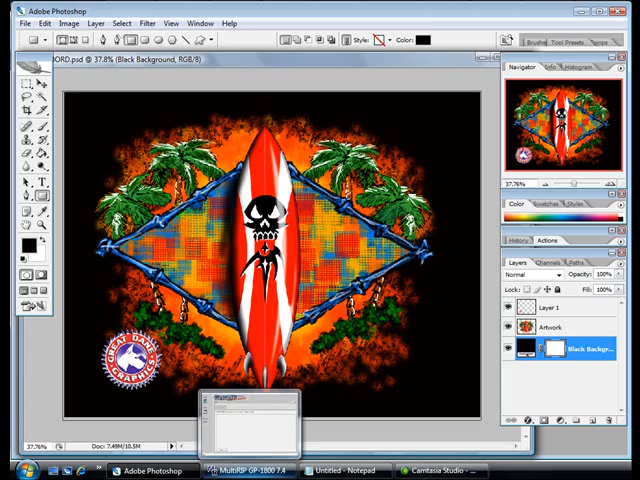 Adobe Photoshop
File Edit Image Layer Select Filter View Window Help
Style: Color:
Brushes Tool Presets Comps
ORD.psd @ 37.8% (Black Background, RGB/8)
Navigator Info Histogram
37.76%
Color Swatches Styles
History Actions
Layers Channels Paths
Normal Opacity: 100%
Lock: Fill: 100%
Layer 1
Artwork
Black Backgr...
GREAT DANE
GRAPHICS
37.76% Doc: 7.49M/10.5M
Adobe Photoshop MultiRIP GP-1800 7.4 Untitled - Notepad Camtasia Studio - ...